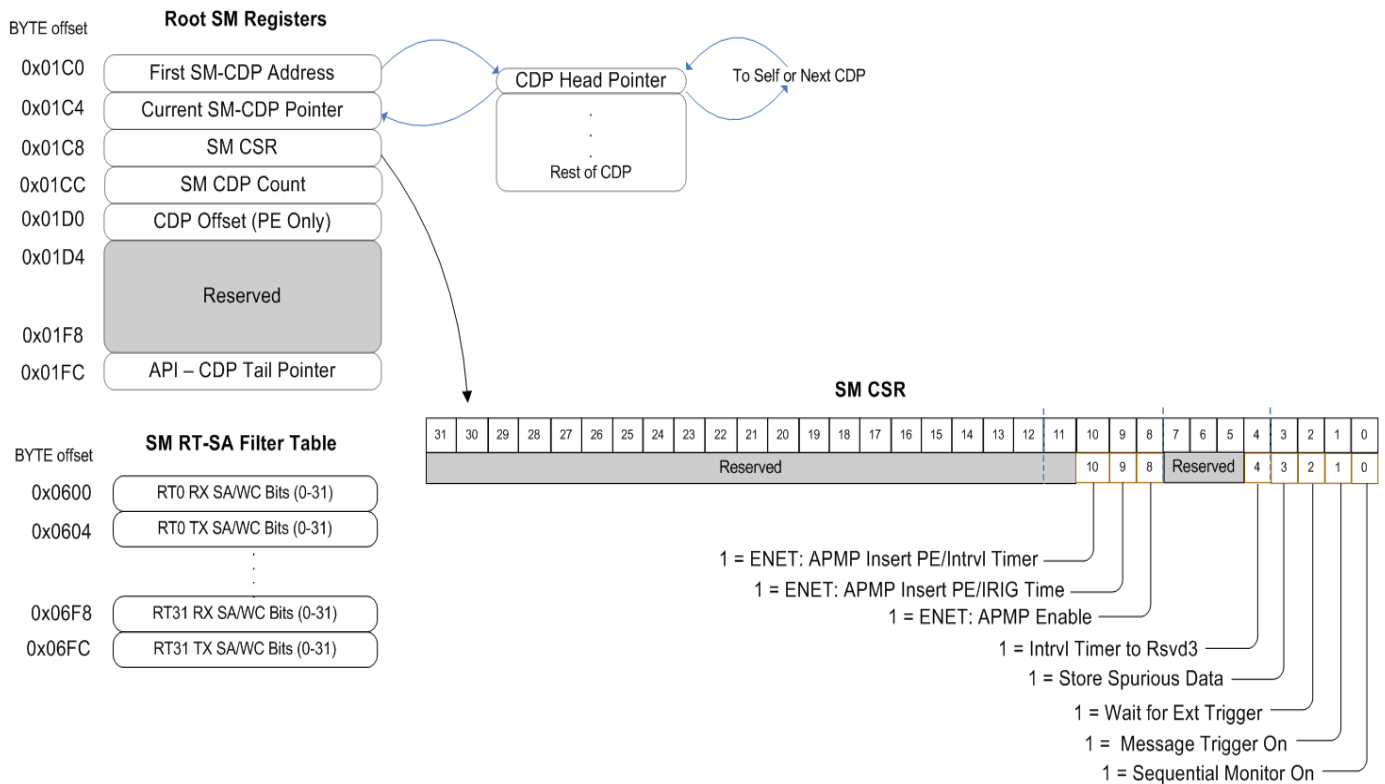 Root SM Registers
BYTE offset
0x01C0 First SM-CDP Address
0x01C4 Current SM-CDP Pointer
0x01C8 SM CSR
0x01CC SM CDP Count
0x01D0 CDP Offset (PE Only)
0x01D4
Reserved
0x01F8
0x01FC API – CDP Tail Pointer
CDP Head Pointer
.
.
.
Rest of CDP
To Self or Next CDP
SM RT-SA Filter Table
BYTE offset
0x0600 RT0 RX SA/WC Bits (0-31)
0x0604 RT0 TX SA/WC Bits (0-31)
.
.
.
.
0x06F8 RT31 RX SA/WC Bits (0-31)
0x06FC RT31 TX SA/WC Bits (0-31)
SM CSR
31 30 29 28 27 26 25 24 23 22 21 20 19 18 17 16 15 14 13 12 11 10 9 8 7 6 5 4 3 2 1 0
Reserved 10 9 8 Reserved 4 3 2 1 0
1 = ENET: APMP Insert PE/Intrvl Timer
1 = ENET: APMP Insert PE/IRIG Time
1 = ENET: APMP Enable
1 = Intrvl Timer to Rsvd3
1 = Store Spurious Data
1 = Wait for Ext Trigger
1 = Message Trigger On
1 = Sequential Monitor On